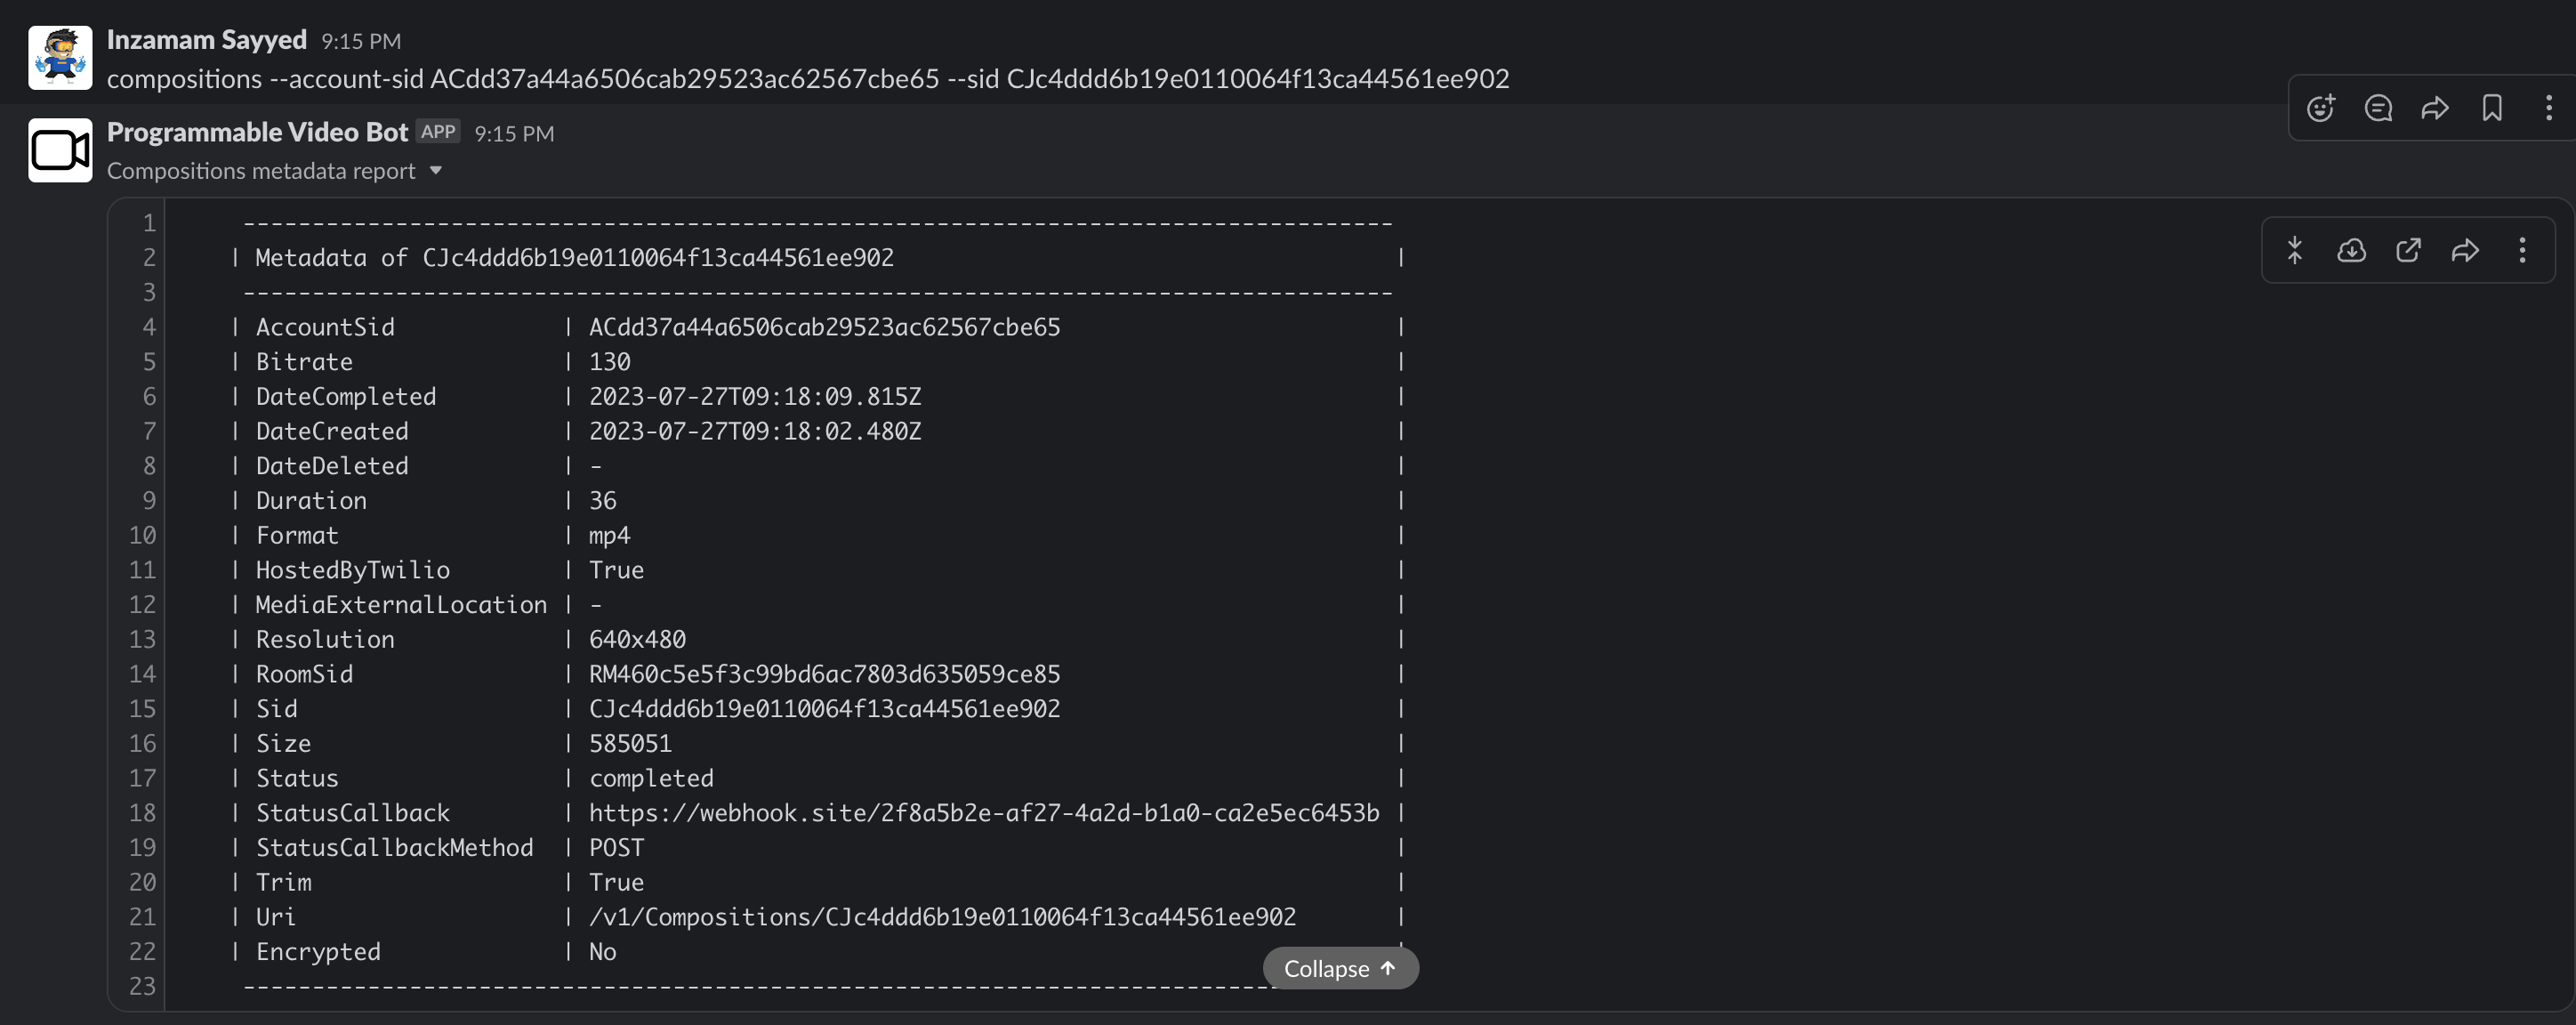 Inzamam Sayyed 9:15 PM
compositions --account-sid ACdd37a44a6506cab29523ac62567cbe65 --sid CJc4ddd6b19e0110064f13ca44561ee902
Programmable Video Bot APP 9:15 PM
Compositions metadata report
1 -----------------------------------------------------------------------------------
2 | Metadata of CJc4ddd6b19e0110064f13ca44561ee902 |
3 -----------------------------------------------------------------------------------
4 | AccountSid | ACdd37a44a6506cab29523ac62567cbe65 |
5 | Bitrate | 130 |
6 | DateCompleted | 2023-07-27T09:18:09.815Z |
7 | DateCreated | 2023-07-27T09:18:02.480Z |
8 | DateDeleted | - |
9 | Duration | 36 |
10 | Format | mp4 |
11 | HostedByTwilio | True |
12 | MediaExternalLocation | - |
13 | Resolution | 640x480 |
14 | RoomSid | RM460c5e5f3c99bd6ac7803d635059ce85 |
15 | Sid | CJc4ddd6b19e0110064f13ca44561ee902 |
16 | Size | 585051 |
17 | Status | completed |
18 | StatusCallback | https://webhook.site/2f8a5b2e-af27-4a2d-b1a0-ca2e5ec6453b |
19 | StatusCallbackMethod | POST |
20 | Trim | True |
21 | Uri | /v1/Compositions/CJc4ddd6b19e0110064f13ca44561ee902 |
22 | Encrypted | No |
Collapse
23 --------------------------------------------------------------------------